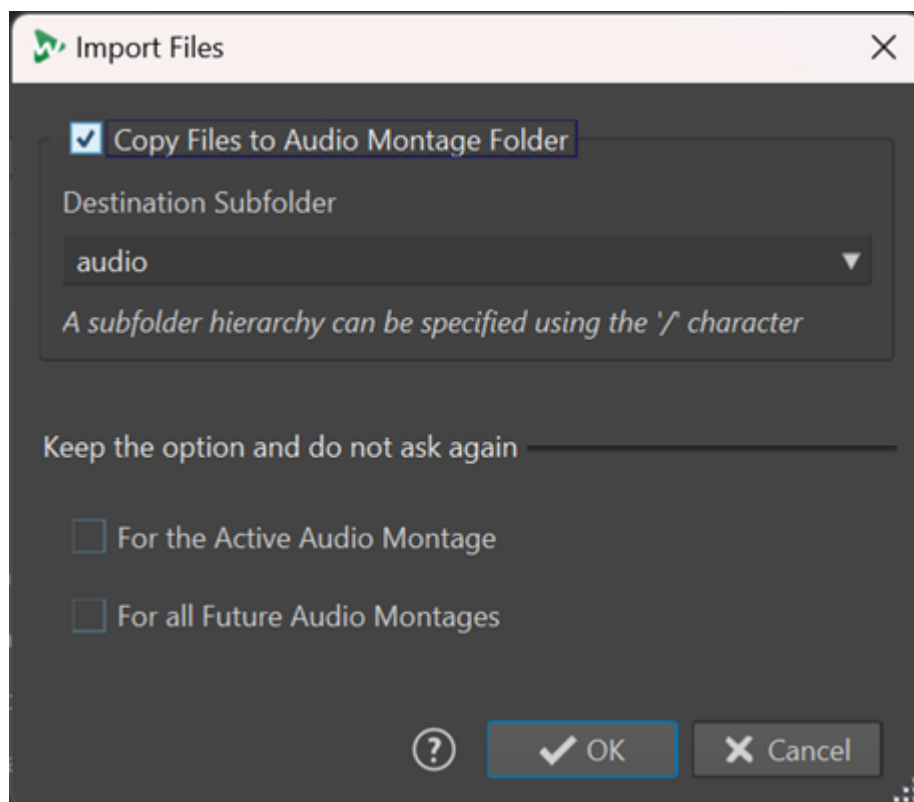 Import Files
Copy Files to Audio Montage Folder
Destination Subfolder
audio
A subfolder hierarchy can be specified using the '/' character
Keep the option and do not ask again
For the Active Audio Montage
For all Future Audio Montages
? OK Cancel